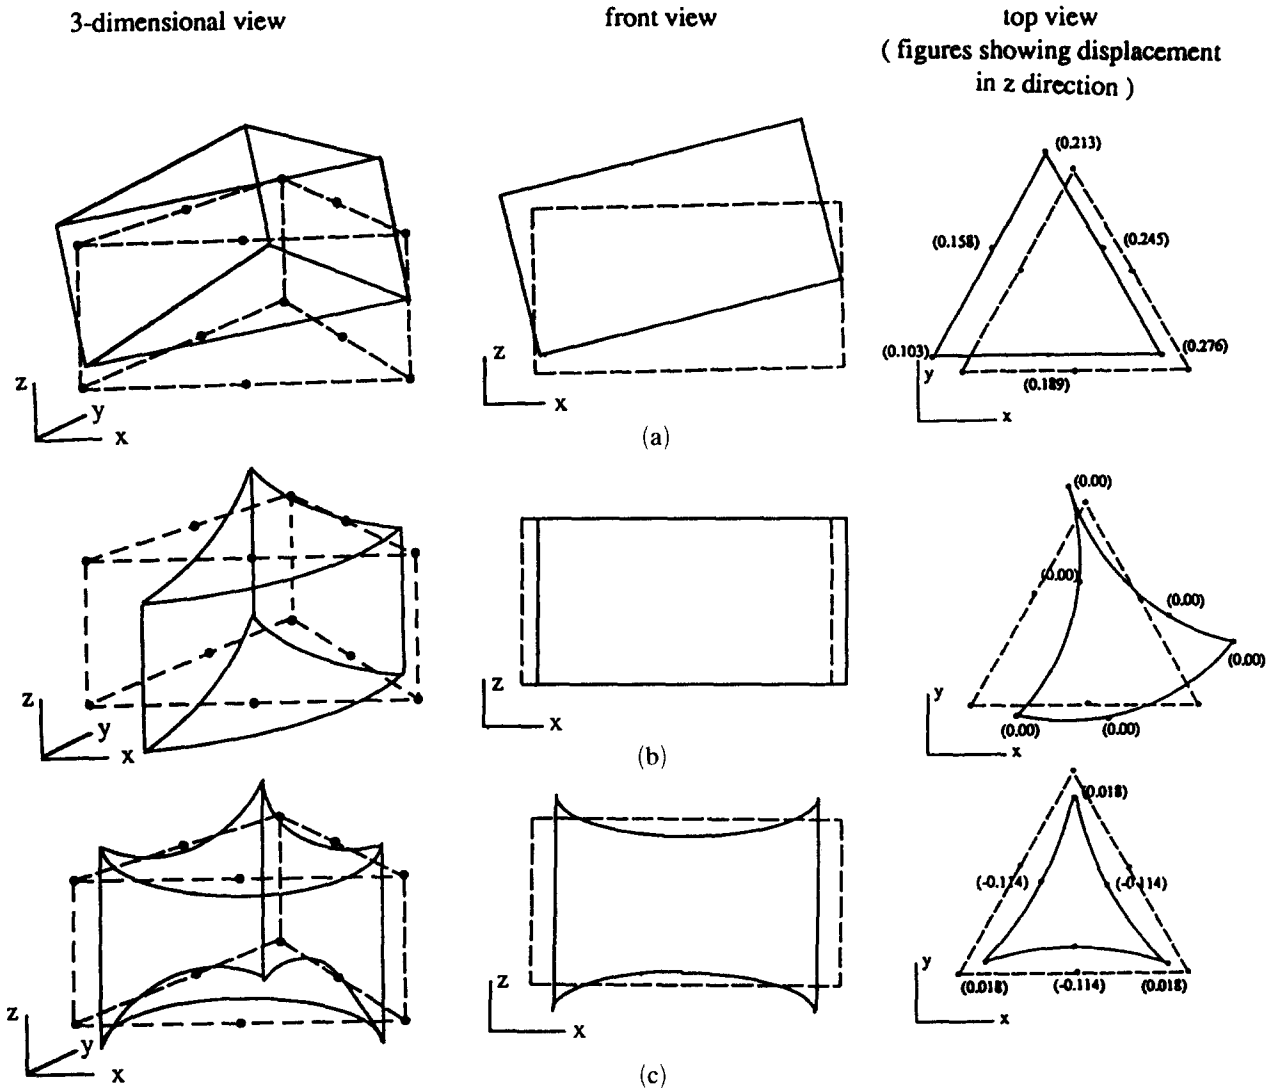 3-dimensional view
front view
top view
( figures showing displacement
in z direction )
(0.213)
(0.158)
(0.245)
(0.103)
(0.276)
(0.189)
z
y
x
z
x
y
x
(a)
(0.00)
(0.00)
(0.00)
(0.00)
(0.00)
(0.00)
z
y
x
z
x
y
x
(b)
(0.018)
(-0.114)
(-0.114)
(0.018)
(-0.114)
(0.018)
z
y
x
z
x
y
x
(c)